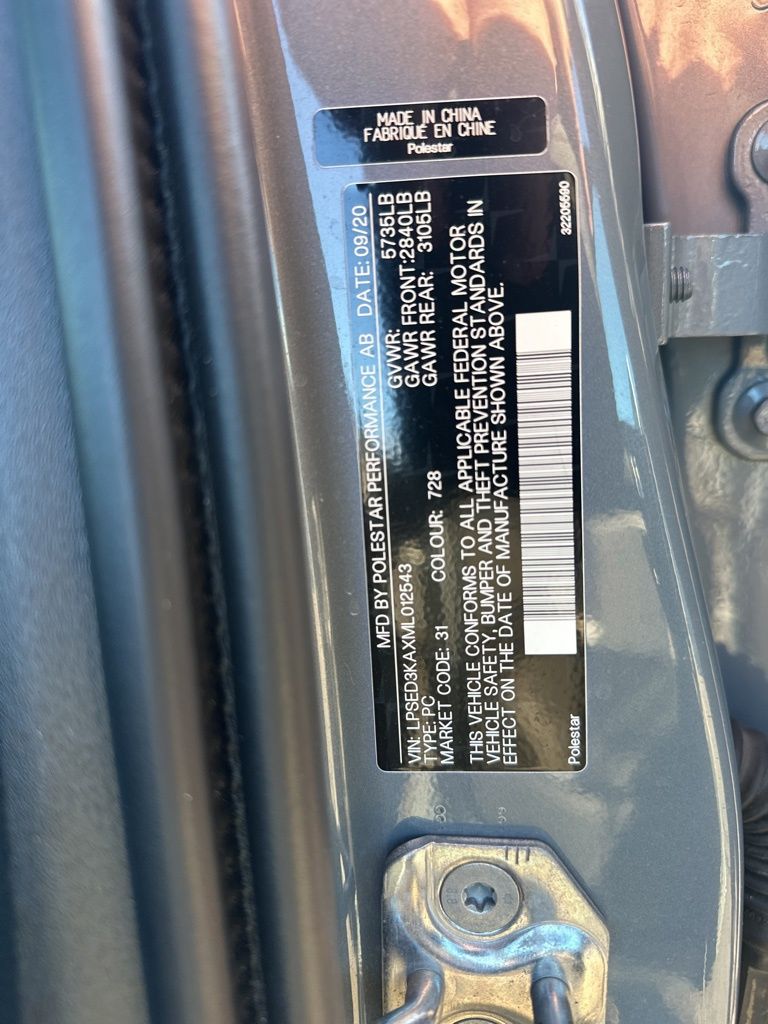 MADE IN CHINA
FABRIQUÉ EN CHINE
Polestar
MFD BY POLESTAR PERFORMANCE AB DATE: 09/20
GVWR: 5735LB
VIN: LPSED3KAXML012543 GAWR FRONT:2840LB
TYPE: PC GAWR REAR: 3105LB
MARKET CODE: 31 COLOUR: 728
THIS VEHICLE CONFORMS TO ALL APPLICABLE FEDERAL MOTOR
VEHICLE SAFETY, BUMPER AND THEFT PREVENTION STANDARDS IN
EFFECT ON THE DATE OF MANUFACTURE SHOWN ABOVE.
Polestar 32205590